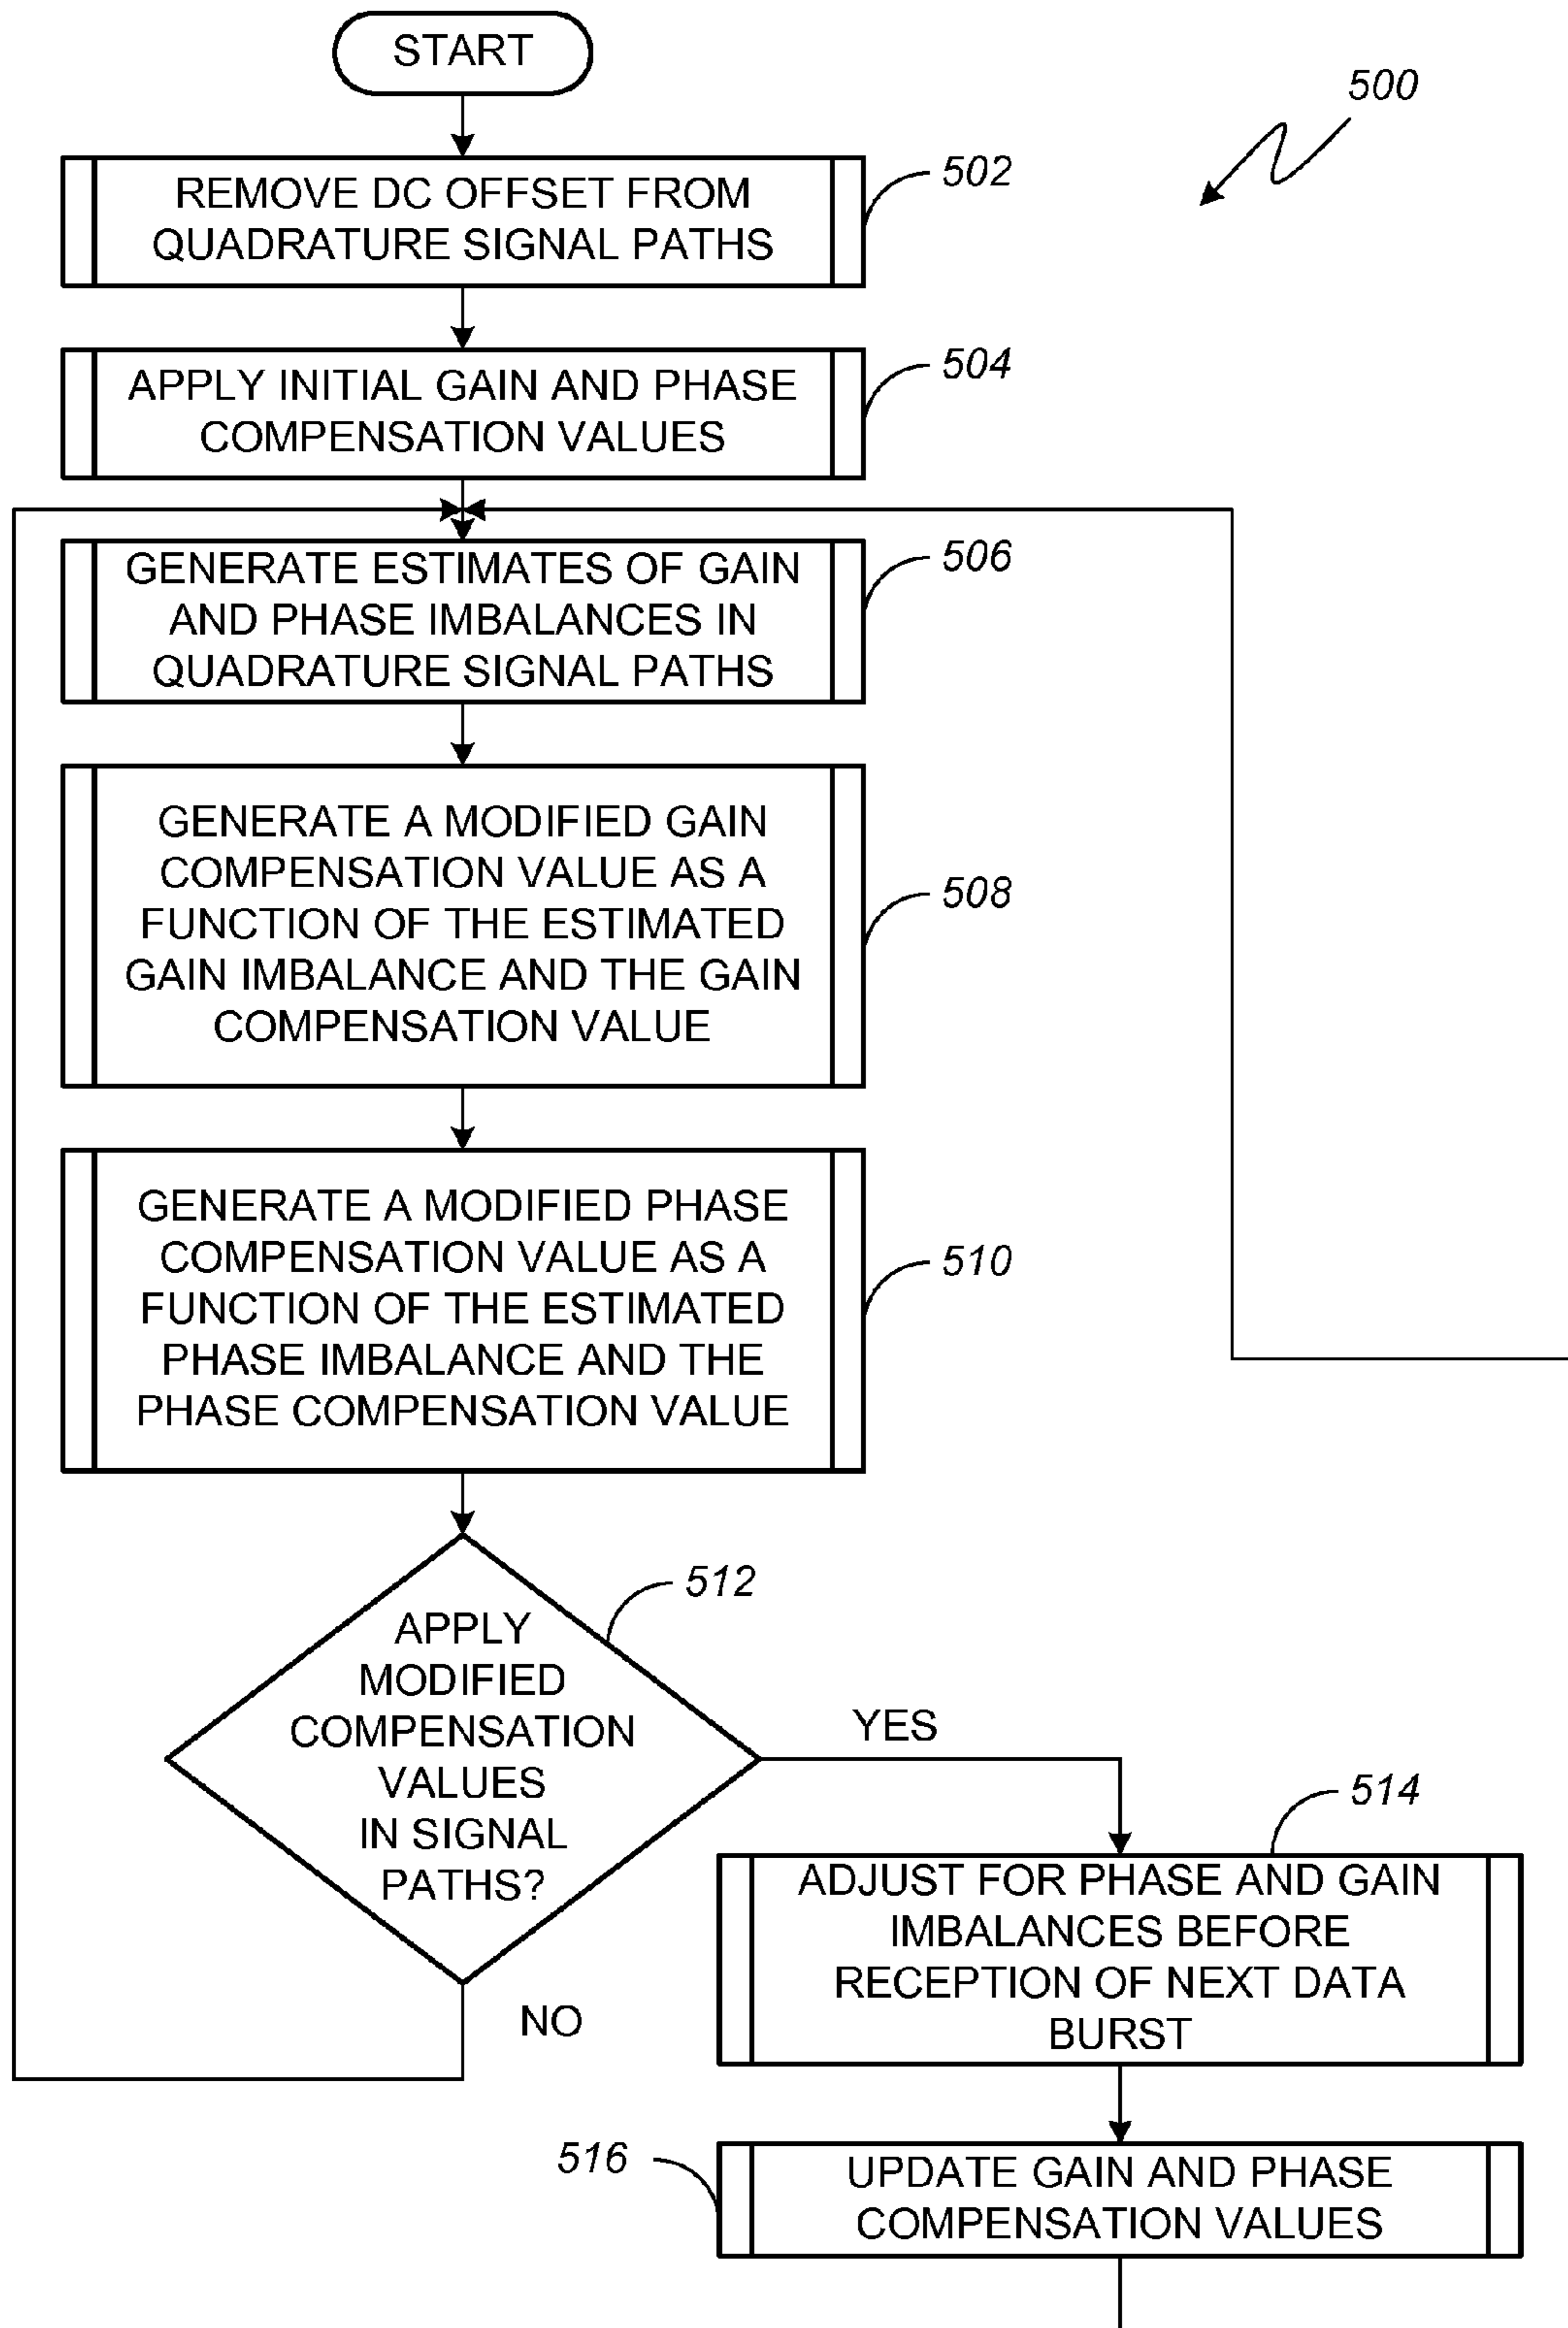 START
500
REMOVE DC OFFSET FROM
QUADRATURE SIGNAL PATHS
502
APPLY INITIAL GAIN AND PHASE
COMPENSATION VALUES
504
GENERATE ESTIMATES OF GAIN
AND PHASE IMBALANCES IN
QUADRATURE SIGNAL PATHS
506
GENERATE A MODIFIED GAIN
COMPENSATION VALUE AS A
FUNCTION OF THE ESTIMATED
GAIN IMBALANCE AND THE GAIN
COMPENSATION VALUE
508
GENERATE A MODIFIED PHASE
COMPENSATION VALUE AS A
FUNCTION OF THE ESTIMATED
PHASE IMBALANCE AND THE
PHASE COMPENSATION VALUE
510
APPLY
MODIFIED
COMPENSATION
VALUES
IN SIGNAL
PATHS?
512
YES
NO
514
ADJUST FOR PHASE AND GAIN
IMBALANCES BEFORE
RECEPTION OF NEXT DATA
BURST
516
UPDATE GAIN AND PHASE
COMPENSATION VALUES